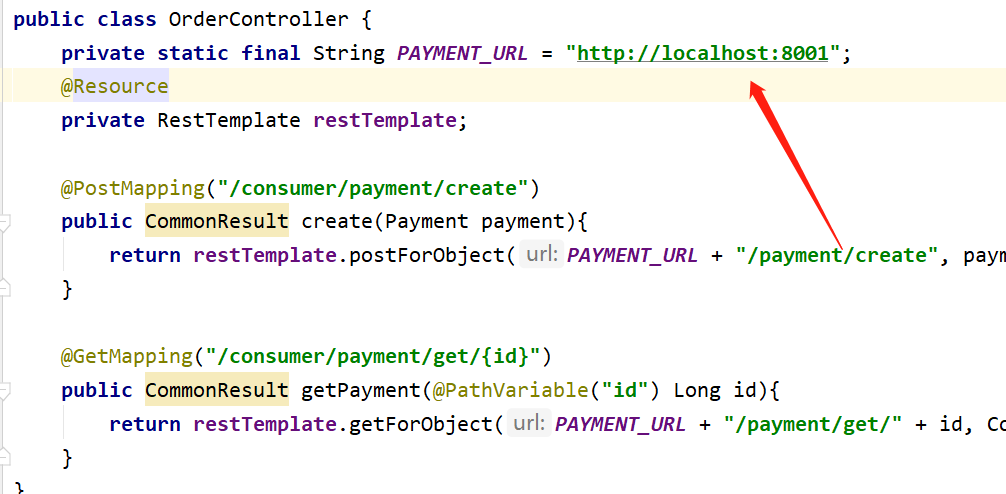 public class OrderController {
private static final String PAYMENT_URL = "http://localhost:8001";
@Resource
private RestTemplate restTemplate;
@PostMapping("/consumer/payment/create")
public CommonResult create(Payment payment){
return restTemplate.postForObject( url: PAYMENT_URL + "/payment/create", paym
}
@GetMapping("/consumer/payment/get/{id}")
public CommonResult getPayment(@PathVariable("id") Long id){
return restTemplate.getForObject( url: PAYMENT_URL + "/payment/get/" + id, Co
}
}